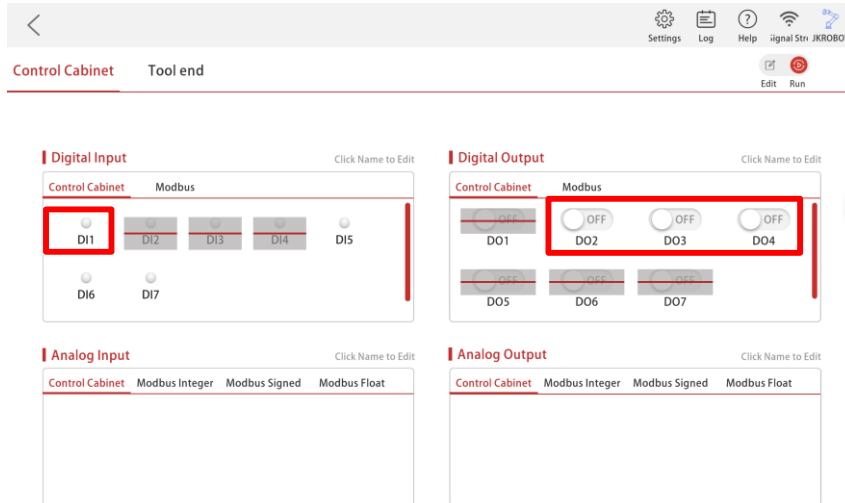 Settings Log Help iignal Stre JKROBO
Control Cabinet Tool end
Edit Run
Digital Input Click Name to Edit
Control Cabinet Modbus
DI1 DI2 DI3 DI4 DI5
DI6 DI7
Digital Output Click Name to Edit
Control Cabinet Modbus
OFF OFF OFF OFF
DO1 DO2 DO3 DO4
OFF OFF OFF
DO5 DO6 DO7
Analog Input Click Name to Edit
Control Cabinet Modbus Integer Modbus Signed Modbus Float
Analog Output Click Name to Edit
Control Cabinet Modbus Integer Modbus Signed Modbus Float